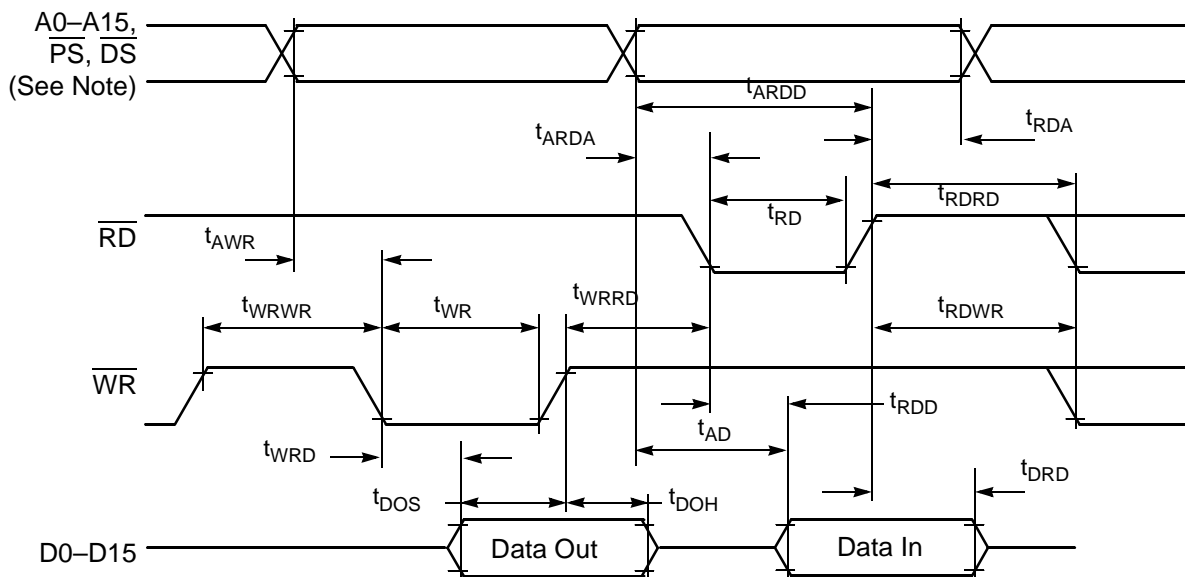 A0–A15,
PS, DS
(See Note)
tARDD
tRDA
tARDA
tRDRD
tRD
RD
tAWR
tWRWR
tWR
tWRRD
tRDWR
WR
tRDD
tAD
tWRD
tDRD
tDOS
tDOH
D0–D15
Data Out
Data In